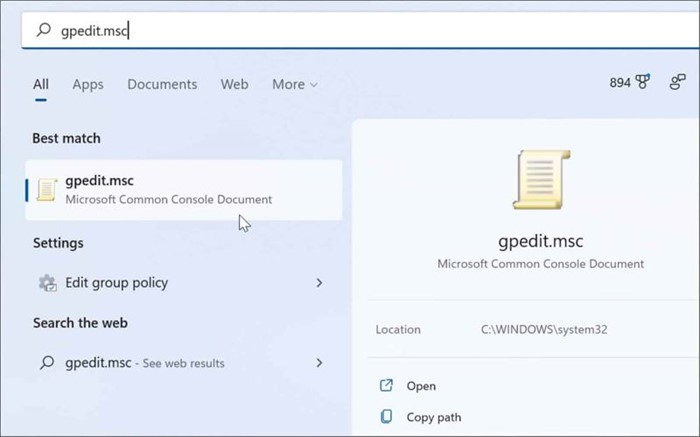 gpedit.msc
All Apps Documents Web More 894
Best match
gpedit.msc
Microsoft Common Console Document
Settings
Edit group policy
Search the web
gpedit.msc - See web results
gpedit.msc
Microsoft Common Console Document
Location C:\WINDOWS\system32
Open
Copy path